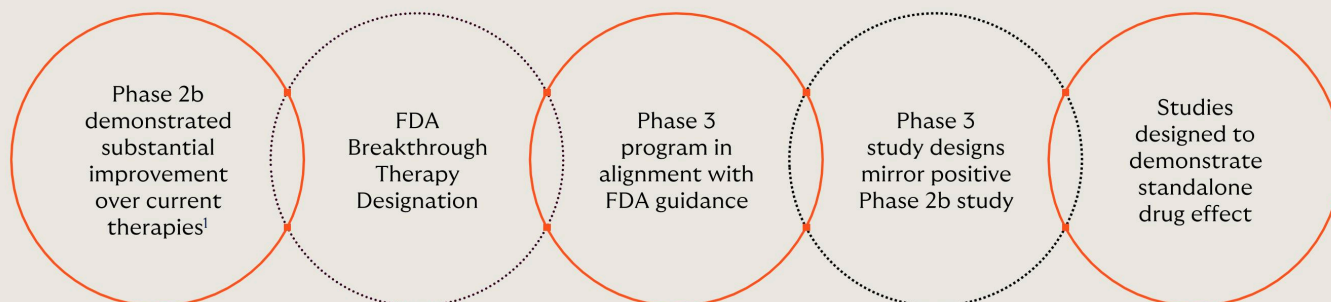 Phase 2b
demonstrated
substantial
improvement
over current
therapies¹
FDA
Breakthrough
Therapy
Designation
Phase 3
program in
alignment with
FDA guidance
Phase 3
study designs
mirror positive
Phase 2b study
Studies
designed to
demonstrate
standalone
drug effect